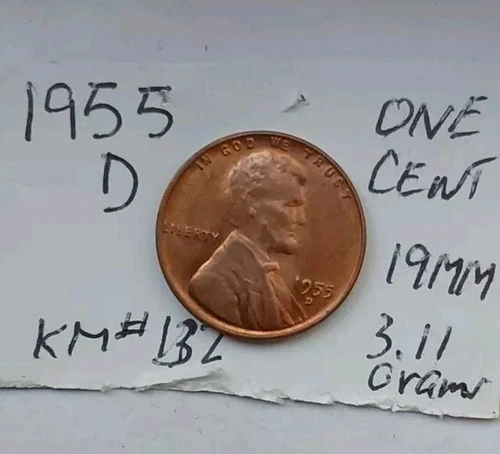 1955
D
ONE
CENT
19MM
3.11
Grams
KM#132
IN GOD WE TRUST
LIBERTY
1955
D